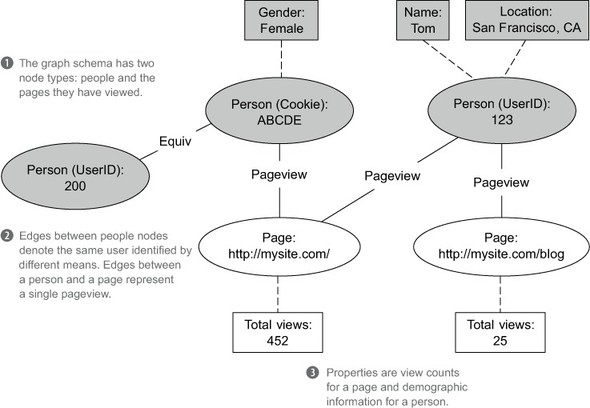 Gender:
Female
Name:
Tom
Location:
San Francisco, CA
1 The graph schema has two
node types: people and the
pages they have viewed.
Person (Cookie):
ABCDE
Person (UserID):
123
Equiv
Person (UserID):
200
Pageview
Pageview
Pageview
2 Edges between people nodes
denote the same user identified by
different means. Edges between
a person and a page represent
a single pageview.
Page:
http://mysite.com/
Page:
http://mysite.com/blog
Total views:
452
Total views:
25
3 Properties are view counts
for a page and demographic
information for a person.